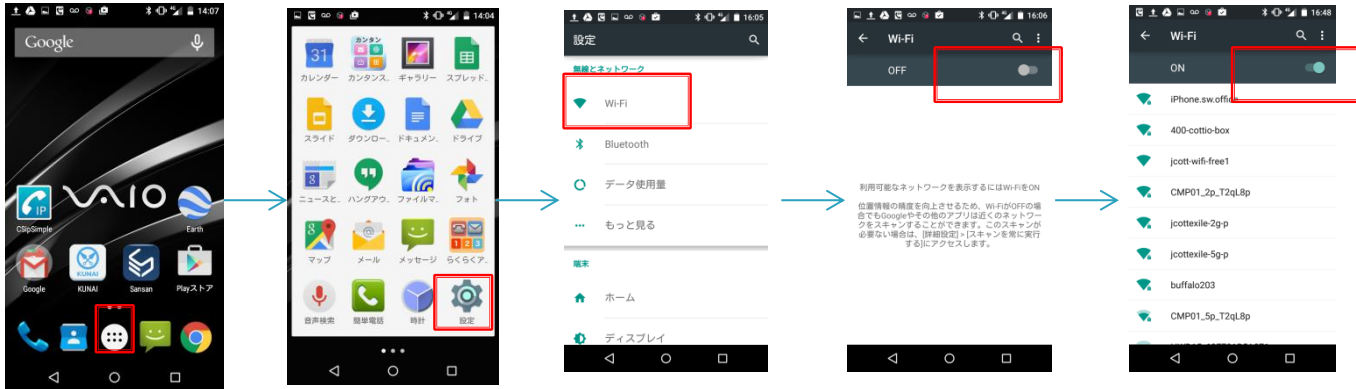 14:07
Google
VAIO
IP
CSipSimple
Earth
KUNAI
Google
KUNAI
Sansan
Playストア
14:04
31
カンタン
カレンダー
カンタンス..
ギャラリー
スプレッド..
スライド
ダウンロー..
ドキュメン..
ドライブ
8
ニュースと..
ハングアウ..
ファイルマ..
フォト
8
@
123
マップ
メール
メッセージ
らくらくア..
音声検索
簡単電話
時計
設定
16:05
設定
無線とネットワーク
Wi-Fi
Bluetooth
データ使用量
もっと見る
端末
ホーム
ディスプレイ
16:06
Wi-Fi
OFF
利用可能なネットワークを表示するにはWi-FiをON
位置情報の精度を向上させるため、Wi-FiがOFFの場
合でもGoogleやその他のアプリは近くのネットワー
クをスキャンすることができます。このスキャンが
必要ない場合は、[詳細設定]>[スキャンを常に実行
する]にアクセスします。
16:48
Wi-Fi
ON
iPhone.sw.office
400-cottio-box
jcott-wifi-free1
CMP01_2p_T2qL8p
jcottexile-2g-p
jcottexile-5g-p
buffalo203
CMP01_5p_T2qL8p